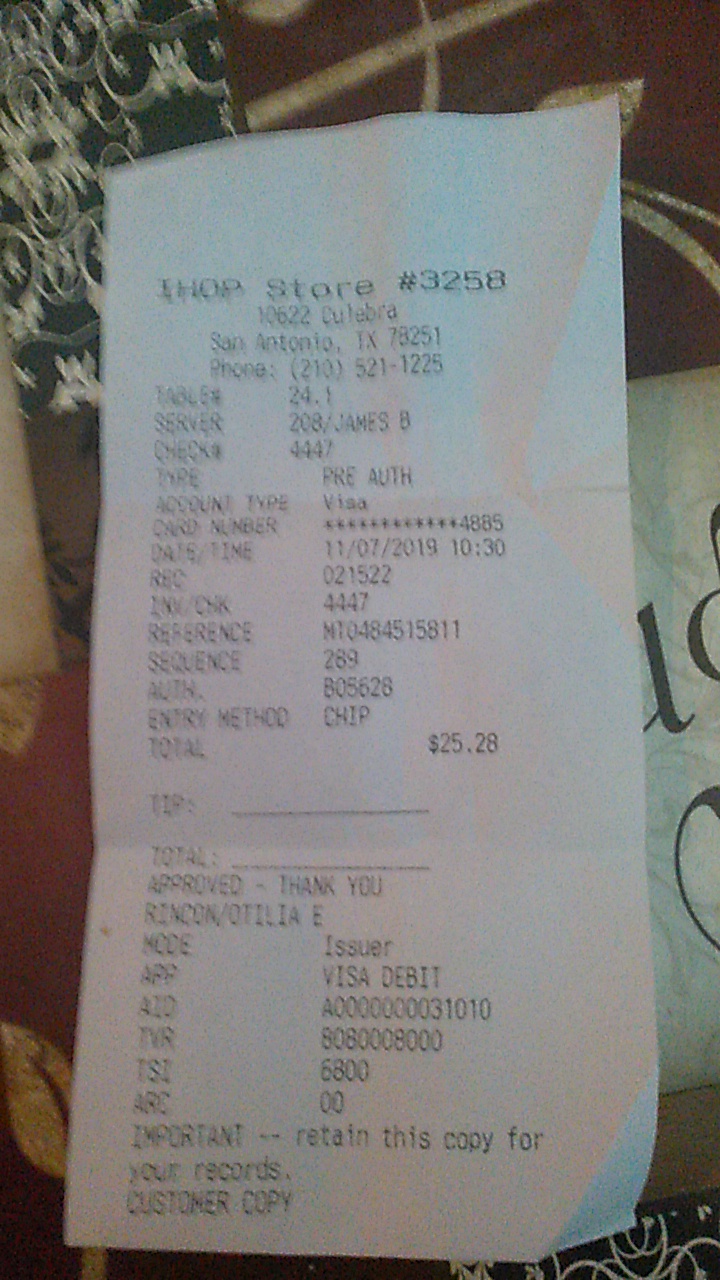 IHOP Store #3258
10622 Culebra
San Antonio, TX 78251
Phone: (210) 521-1225
TABLE# 24.1
SERVER 208/JAMES B
CHECK# 4447
TYPE PRE AUTH
ACCOUNT TYPE Visa
CARD NUMBER ************4885
DATE/TIME 11/07/2019 10:30
REC 021522
INV/CHK 4447
REFERENCE MT0484515811
SEQUENCE 289
AUTH. B05628
ENTRY METHOD CHIP
TOTAL $25.28
TIP: ____________________
TOTAL: ____________________
APPROVED - THANK YOU
RINCON/OTILIA E
MODE Issuer
APP VISA DEBIT
AID A0000000031010
TVR 8080008000
TSI 6800
ARC 00
IMPORTANT -- retain this copy for
your records.
CUSTOMER COPY